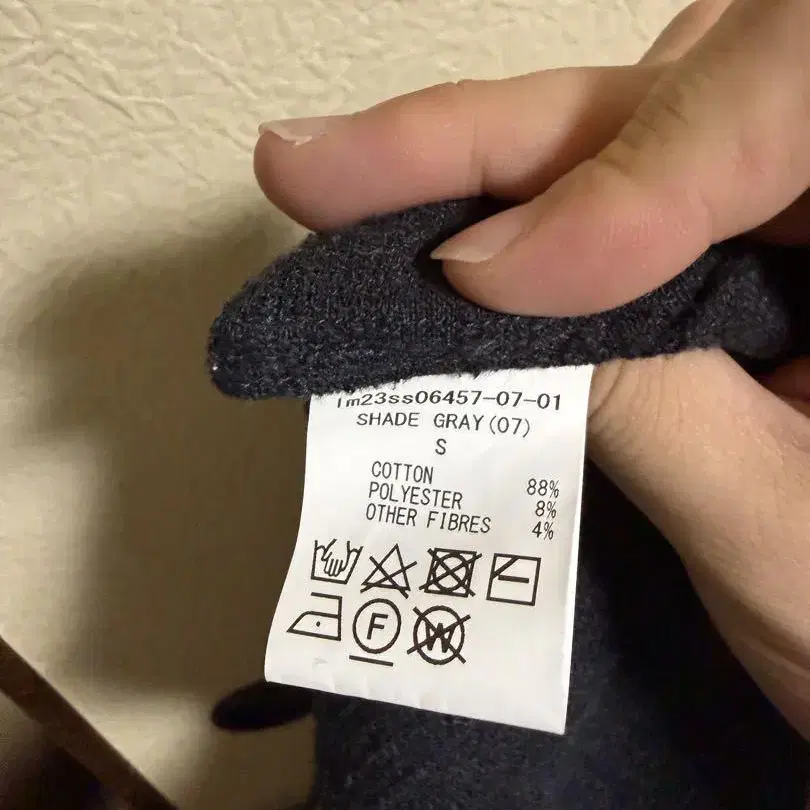 1m23ss06457-07-01
SHADE GRAY(07)
S
COTTON 88%
POLYESTER 8%
OTHER FIBRES 4%
F
W